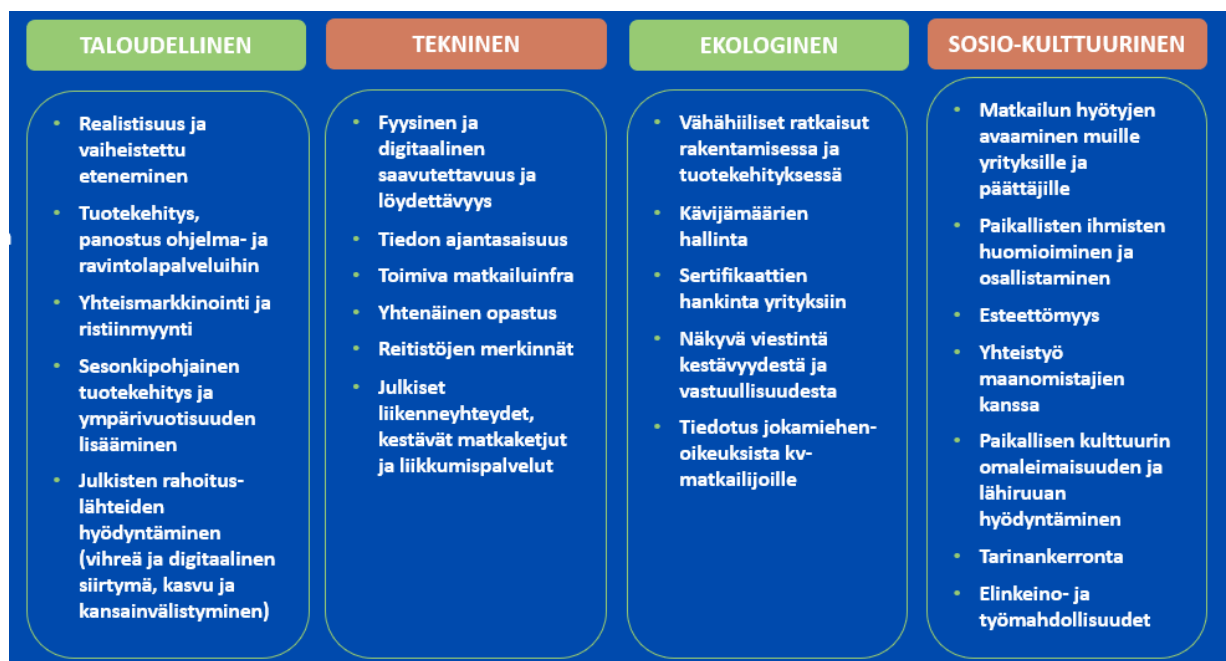 TALOUDELLINEN
• Realistisuus ja
vaiheistettu
eteneminen
• Tuotekehitys,
panostus ohjelma- ja
ravintolapalveluihin
• Yhteismarkkinointi ja
ristiinmyynti
• Sesonkipohjainen
tuotekehitys ja
ympärivuotisuuden
lisääminen
• Julkisten rahoitus-
lähteiden
hyödyntäminen
(vihreä ja digitaalinen
siirtymä, kasvu ja
kansainvälistyminen)
TEKNINEN
• Fyysinen ja
digitaalinen
saavutettavuus ja
löydettävyys
• Tiedon ajantasaisuus
• Toimiva matkailuinfra
• Yhtenäinen opastus
• Reitistöjen merkinnät
• Julkiset
liikenneyhteydet,
kestävät matkaketjut
ja liikkumispalvelut
EKOLOGINEN
• Vähähiiliset ratkaisut
rakentamisessa ja
tuotekehityksessä
• Kävijämäärien
hallinta
• Sertifikaattien
hankinta yrityksiin
• Näkyvä viestintä
kestävyydestä ja
vastuullisuudesta
• Tiedotus jokamiehen-
oikeuksista kv-
matkailijoille
SOSIO-KULTTUURINEN
• Matkailun hyötyjen
avaaminen muille
yrityksille ja
päättäjille
• Paikallisten ihmisten
huomioiminen ja
osallistaminen
• Esteettömyys
• Yhteistyö
maanomistajien
kanssa
• Paikallisen kulttuurin
omaleimaisuuden ja
lähiruuan
hyödyntäminen
• Tarinankerronta
• Elinkeino- ja
työmahdollisuudet